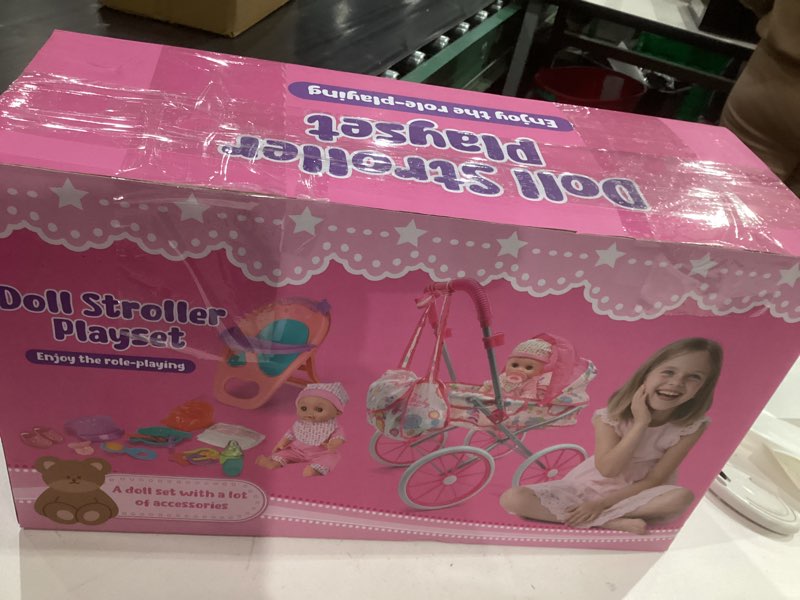 Enjoy the role-playing
Doll Stroller
Playset
Doll Stroller
Playset
Enjoy the role-playing
A doll set with a lot
of accessories